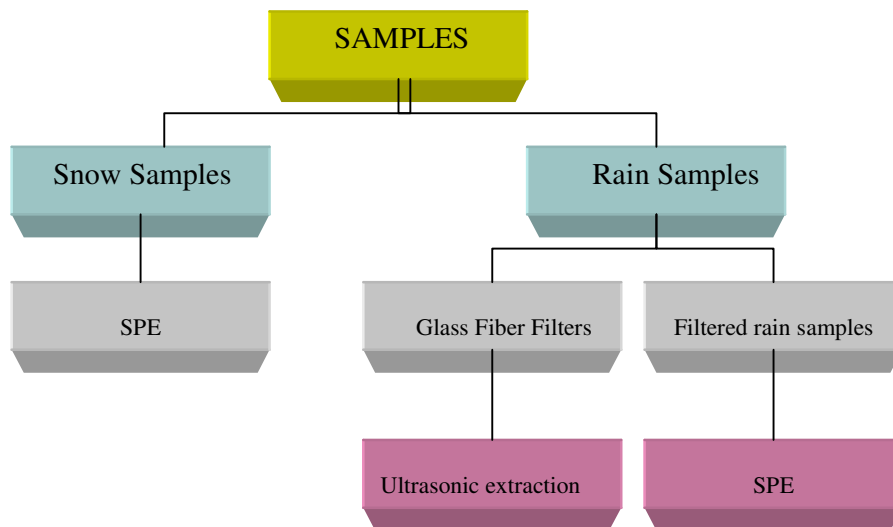 SAMPLES
Snow Samples
Rain Samples
SPE
Glass Fiber Filters
Filtered rain samples
Ultrasonic extraction
SPE